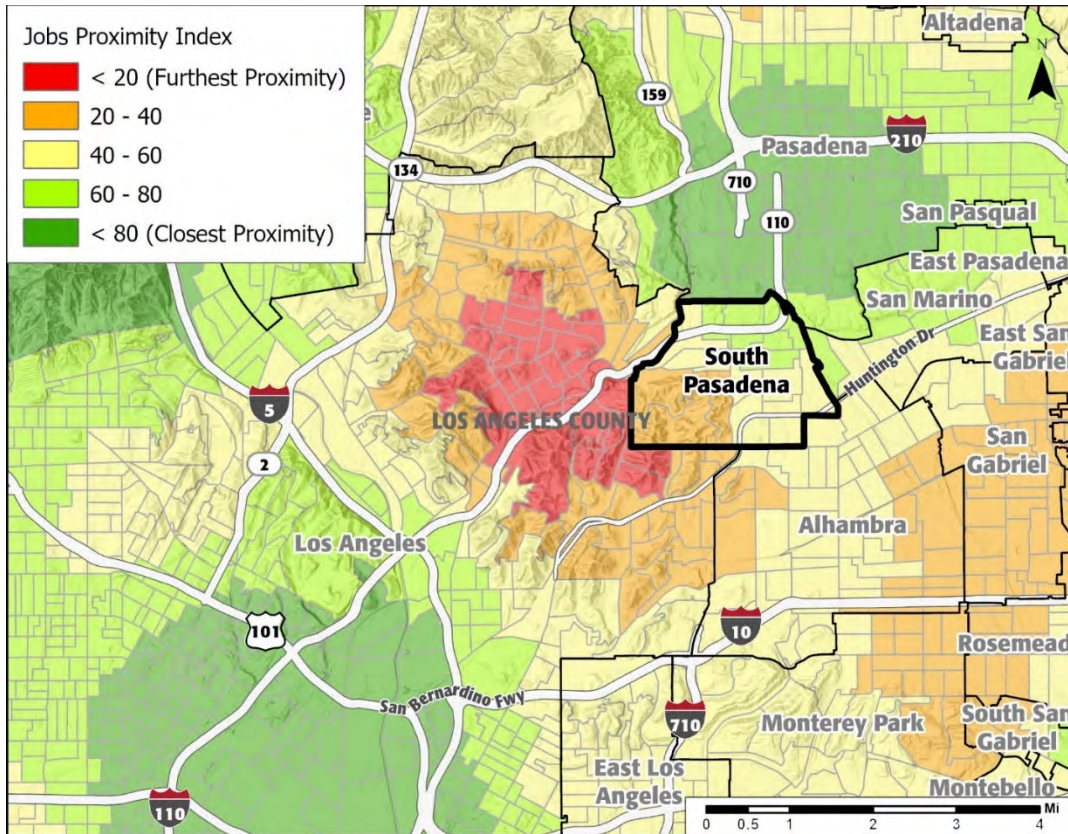 Jobs Proximity Index
< 20 (Furthest Proximity)
20 - 40
40 - 60
60 - 80
< 80 (Closest Proximity)
Altadena
N
159
e
Pasadena
210
134
710
110
San Pasqual
East Pasadena
San Marino
East San
Gabriel
Huntington Dr
South
Pasadena
5
LOS ANGELES COUNTY
2
San
Gabriel
Los Angeles
Alhambra
101
10
Rosemead
San Bernardino Fwy
710
Monterey Park
South San
Gabriel
East Los
Angeles
Montebello
110
Mi
0 0.5 1 2 3 4